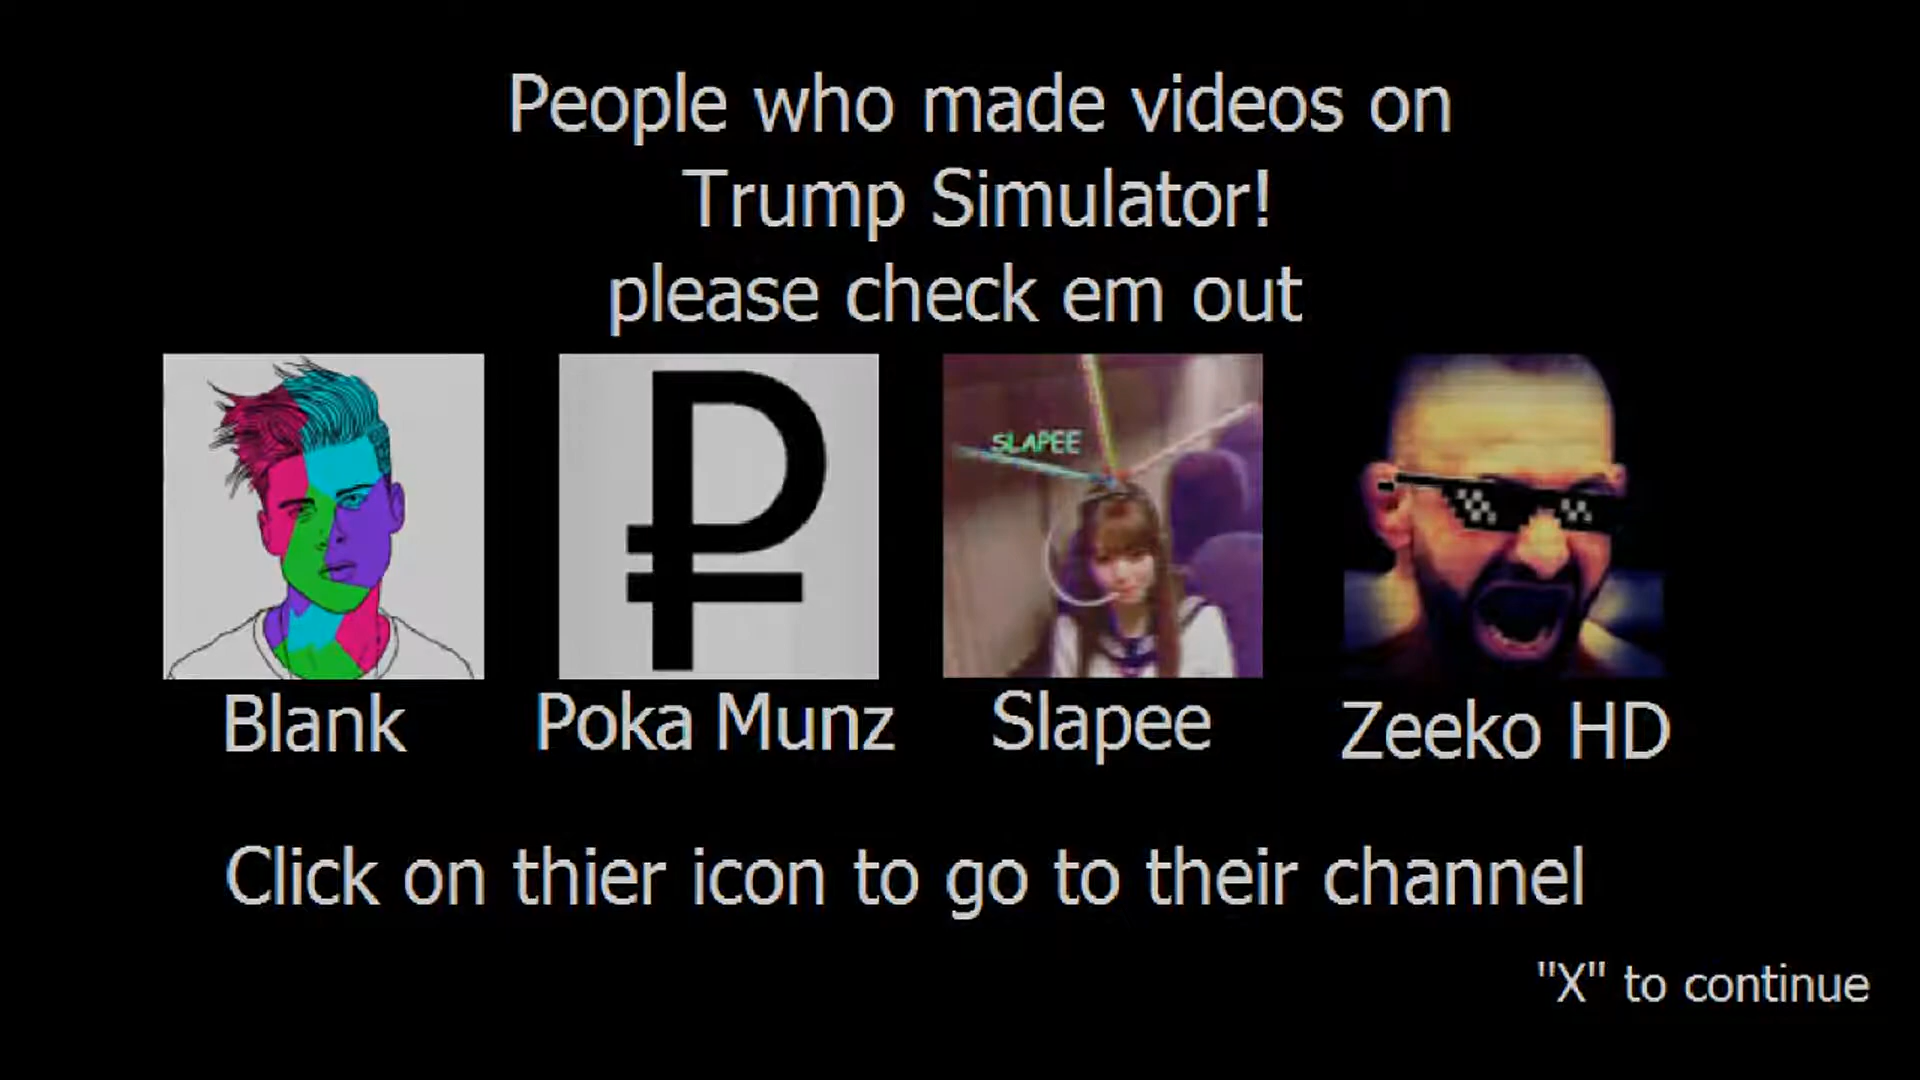 People who made videos on
Trump Simulator!
please check em out
SLAPEE
Blank
Poka Munz
Slapee
Zeeko HD
Click on thier icon to go to their channel
"X" to continue